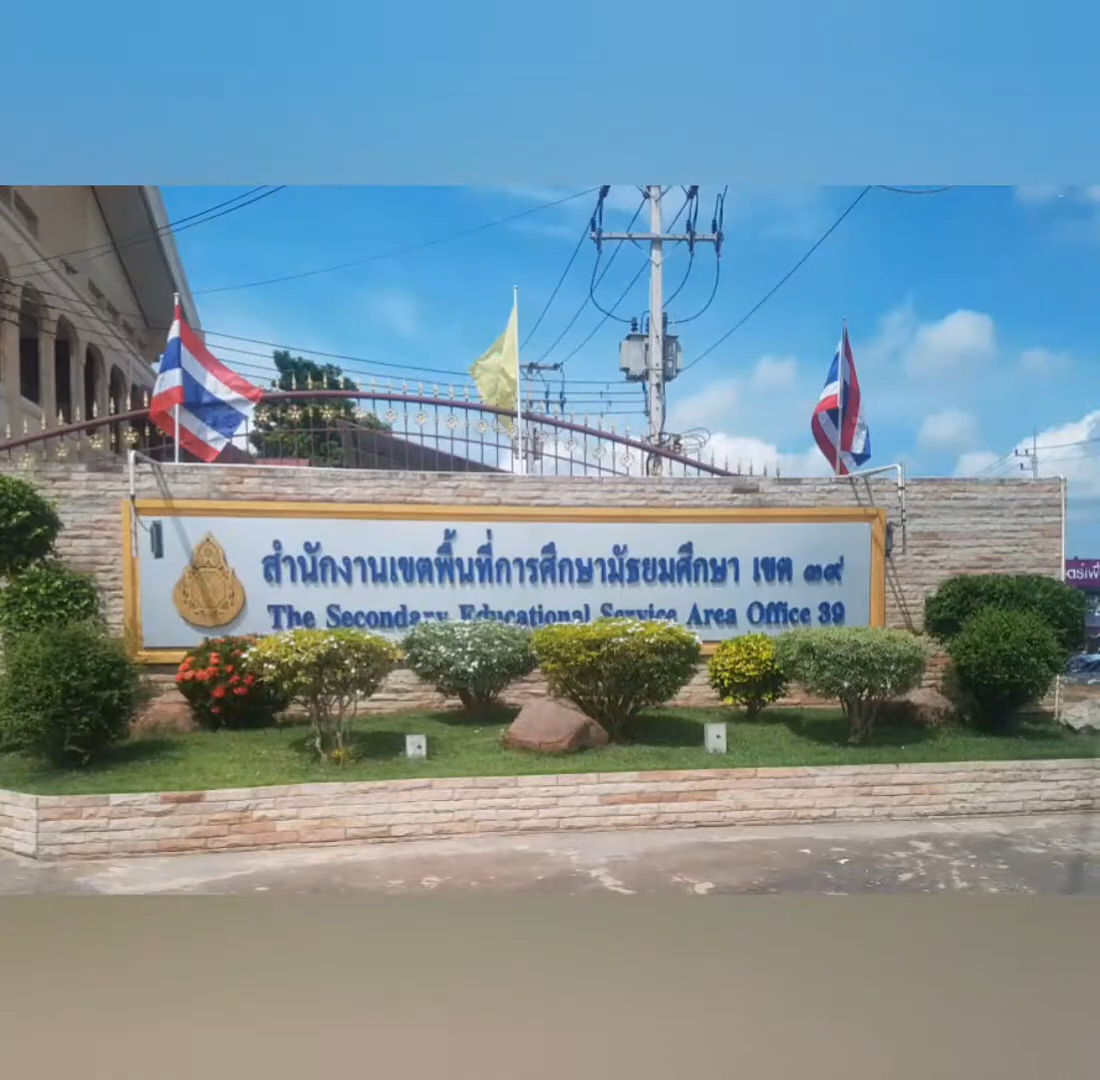 สำนักงานเขตพื้นที่การศึกษามัธยมศึกษา เขต ๓๙
The Secondary Educational Service Area Office 39